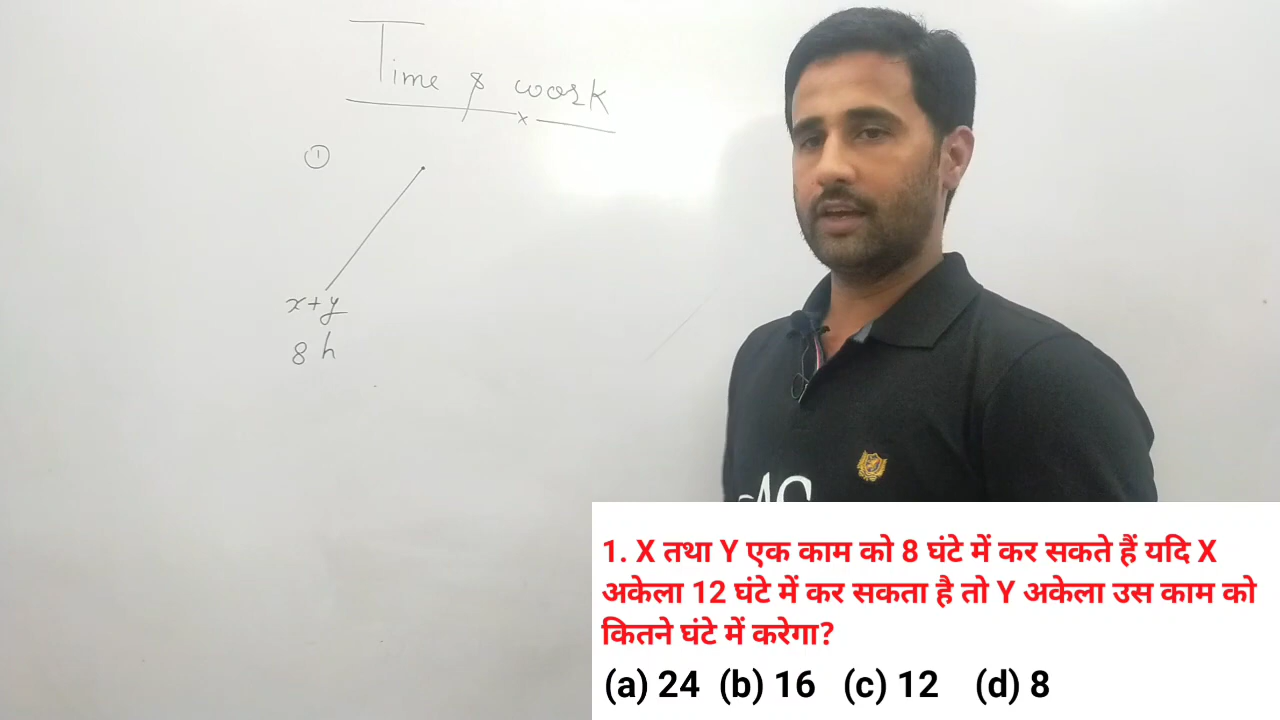 Time & work
①
x+y
8 h
AC
1. X तथा Y एक काम को 8 घंटे में कर सकते हैं यदि X
अकेला 12 घंटे में कर सकता है तो Y अकेला उस काम को
कितने घंटे में करेगा?
(a) 24 (b) 16 (c) 12 (d) 8